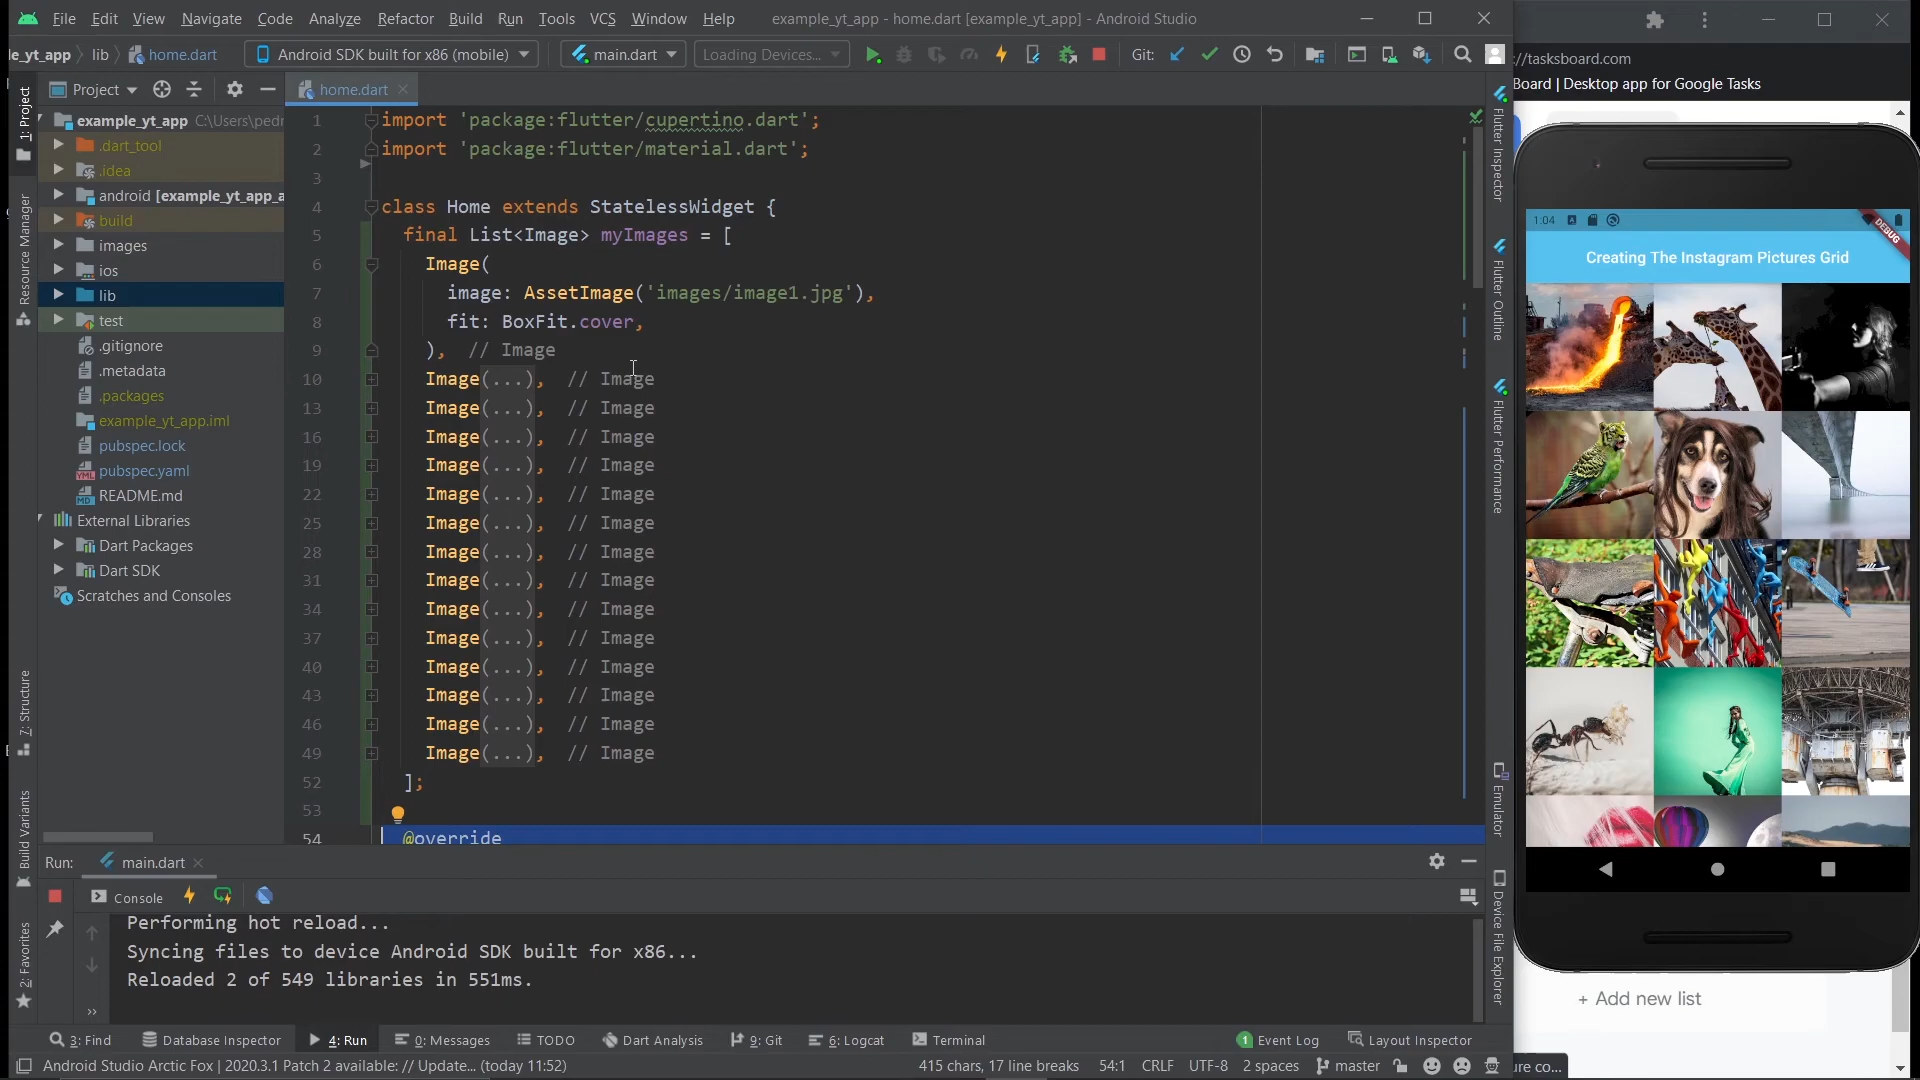 File Edit View Navigate Code Analyze Refactor Build Run Tools VCS Window Help example_yt_app - home.dart [example_yt_app] - Android Studio
le_yt_app lib home.dart Android SDK built for x86 (mobile) main.dart Loading Devices... Git:
://tasksboard.com
Board | Desktop app for Google Tasks
Project home.dart
example_yt_app C:\Users\pedr
.dart_tool
.idea
android [example_yt_app_a
build
images
ios
lib
test
.gitignore
.metadata
.packages
example_yt_app.iml
pubspec.lock
pubspec.yaml
README.md
External Libraries
Dart Packages
Dart SDK
Scratches and Consoles
1: Project
Resource Manager
7: Structure
Build Variants
2: Favorites
1 import 'package:flutter/cupertino.dart';
2 import 'package:flutter/material.dart';
3
4 class Home extends StatelessWidget {
5 final List<Image> myImages = [
6 Image(
7 image: AssetImage('images/image1.jpg'),
8 fit: BoxFit.cover,
9 ), // Image
10 Image(...), // Image
13 Image(...), // Image
16 Image(...), // Image
19 Image(...), // Image
22 Image(...), // Image
25 Image(...), // Image
28 Image(...), // Image
31 Image(...), // Image
34 Image(...), // Image
37 Image(...), // Image
40 Image(...), // Image
43 Image(...), // Image
46 Image(...), // Image
49 Image(...), // Image
52 ];
53
54 @override
Flutter Inspector
Flutter Outline
Flutter Performance
Emulator
Device File Explorer
1:04
DEBUG
Creating The Instagram Pictures Grid
Run: main.dart
Console
Performing hot reload...
Syncing files to device Android SDK built for x86...
Reloaded 2 of 549 libraries in 551ms.
+ Add new list
3: Find Database Inspector 4: Run 0: Messages TODO Dart Analysis 9: Git 6: Logcat Terminal 1 Event Log Layout Inspector
Android Studio Arctic Fox | 2020.3.1 Patch 2 available: // Update... (today 11:52) 415 chars, 17 line breaks 54:1 CRLF UTF-8 2 spaces master
ure co...